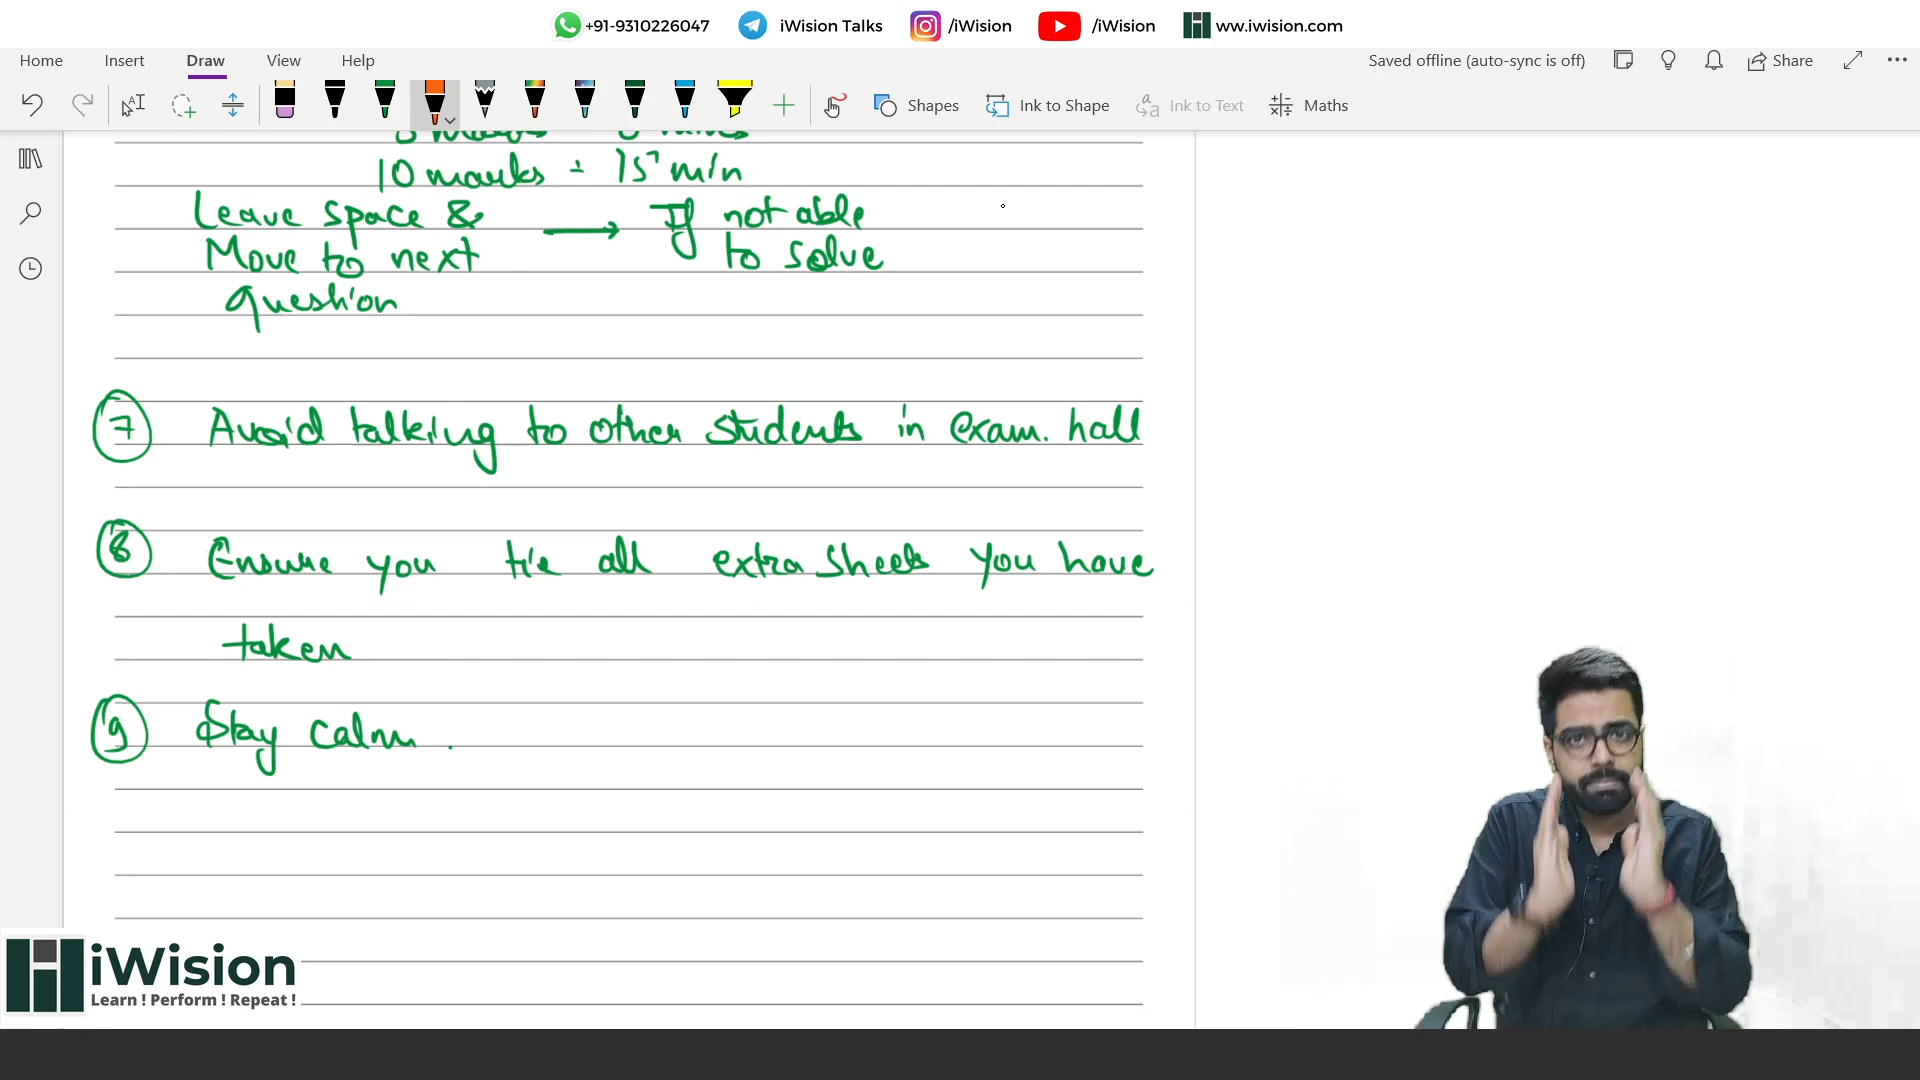 +91-9310226047 iWision Talks /iWision /iWision ww.iwision.com
Home Insert Draw View Help Saved offline (auto-sync is off) Share
Shapes Ink to Shape Ink to Text Maths
10 marks = 15 min
Leave space & → If not able
Move to next to solve
question
7 Avoid talking to other students in exam. hall
8 Ensure you tie all extra sheets you have
taken
9 Stay calm.
iWision
Learn ! Perform ! Repeat !